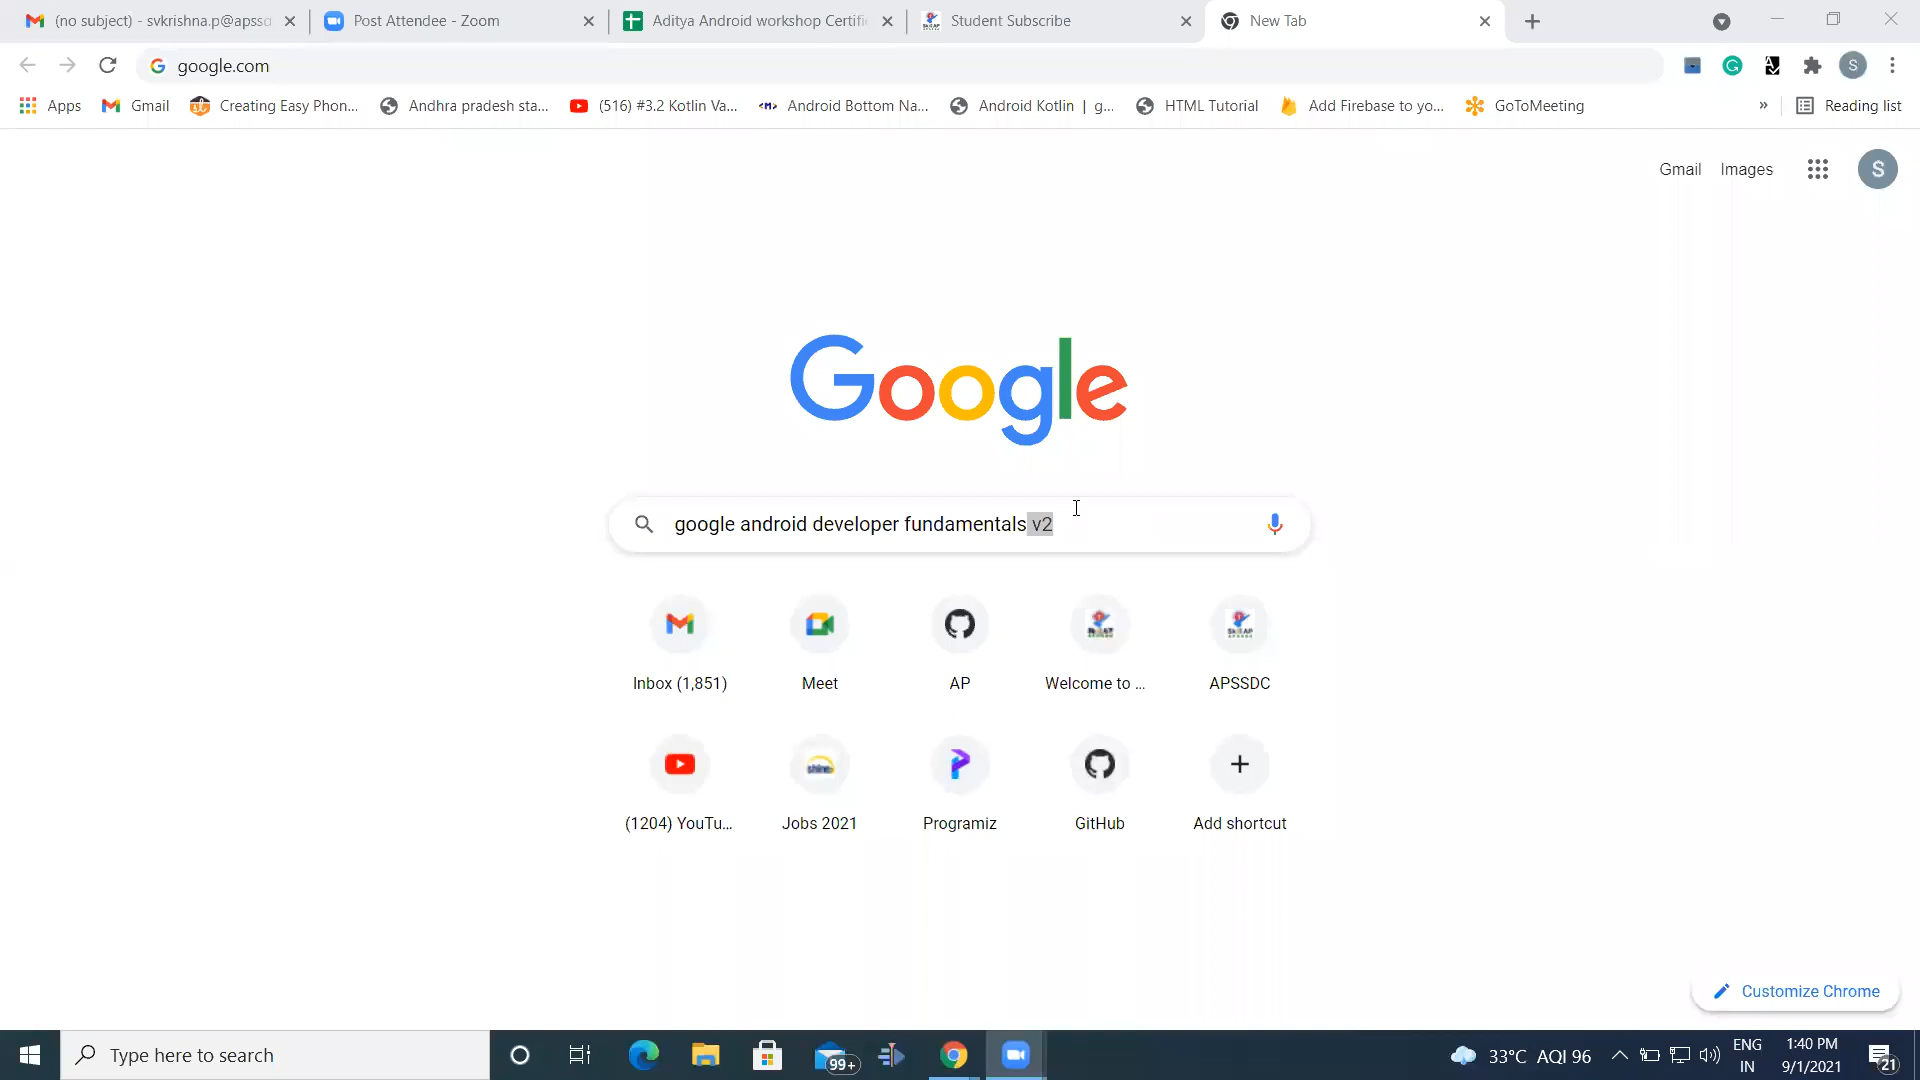 (no subject) - svkrishna.p@apssd
Post Attendee - Zoom
Aditya Android workshop Certifi
Student Subscribe
New Tab
google.com
Apps
Gmail
Creating Easy Phon...
Andhra pradesh sta...
(516) #3.2 Kotlin Va...
Android Bottom Na...
Android Kotlin | g...
HTML Tutorial
Add Firebase to yo...
GoToMeeting
»
Reading list
Gmail
Images
S
S
Google
google android developer fundamentals v2
Inbox (1,851)
Meet
AP
Welcome to ...
APSSDC
(1204) YouTu...
Jobs 2021
Programiz
GitHub
Add shortcut
Customize Chrome
Type here to search
99+
33°C AQI 96
ENG
IN
1:40 PM
9/1/2021
21